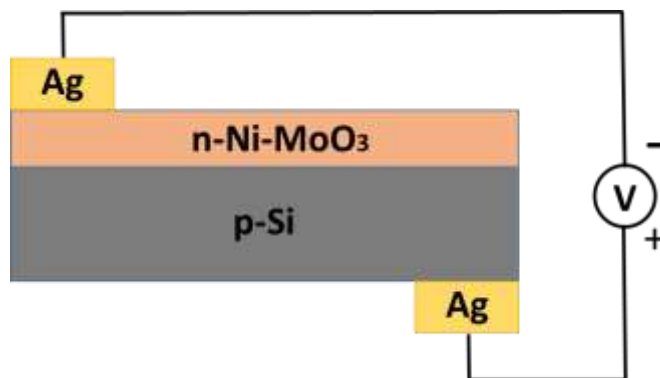 Ag
n-Ni-MoO₃
-
V
p-Si
+
Ag